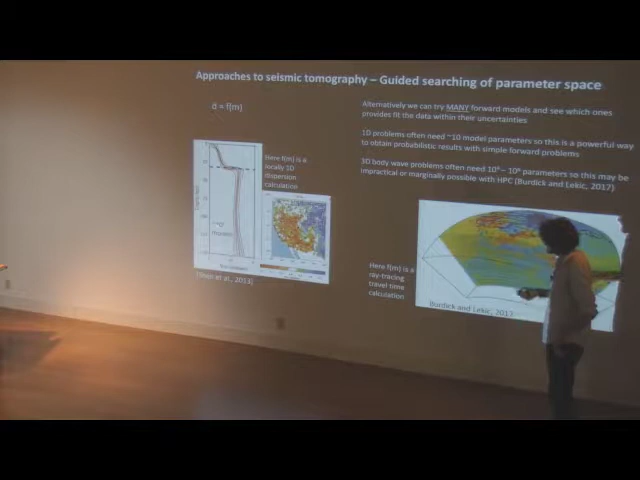 Approaches to seismic tomography – Guided searching of parameter space
d = f(m)
Alternatively we can try MANY forward models and see which ones
provides fit the data within their uncertainties
1D problems often need ~10 model parameters so this is a powerful way
to obtain probabilistic results with simple forward problems
3D body wave problems often need parameters so this may be
impractical or marginally possible with HPC (Burdick and Lekic, 2017)
Here f(m) is a
locally 1D
dispersion
calculation
[Shen et al., 2013]
Here f(m) is a
ray-tracing
travel-time
calculation
Burdick and Lekic, 2017